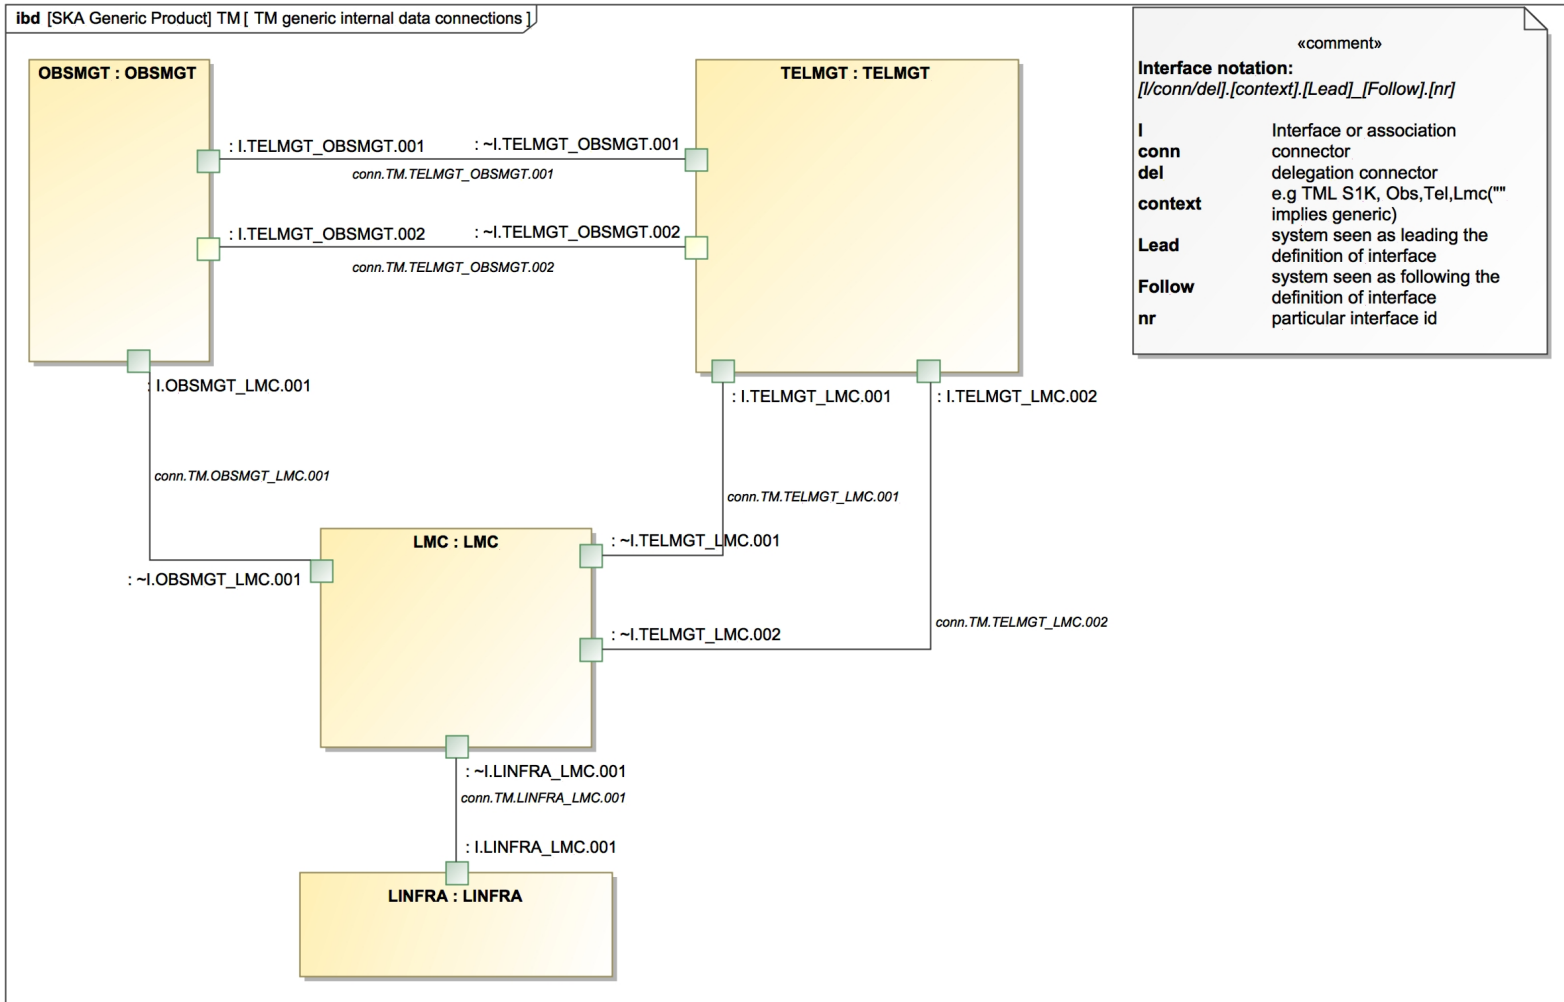 ibd [SKA Generic Product] TM [ TM generic internal data connections ]
OBSMGT : OBSMGT
TELMGT : TELMGT
: I.TELMGT_OBSMGT.001
: ~I.TELMGT_OBSMGT.001
conn.TM.TELMGT_OBSMGT.001
: I.TELMGT_OBSMGT.002
: ~I.TELMGT_OBSMGT.002
conn.TM.TELMGT_OBSMGT.002
«comment»
Interface notation:
[I/conn/del].[context].[Lead]_[Follow].[nr]
I Interface or association
conn connector
del delegation connector
context e.g TML S1K, Obs,Tel,Lmc(""
implies generic)
Lead system seen as leading the
definition of interface
Follow system seen as following the
definition of interface
nr particular interface id
: I.OBSMGT_LMC.001
: I.TELMGT_LMC.001
: I.TELMGT_LMC.002
conn.TM.OBSMGT_LMC.001
conn.TM.TELMGT_LMC.001
LMC : LMC
: ~I.TELMGT_LMC.001
: ~I.OBSMGT_LMC.001
conn.TM.TELMGT_LMC.002
: ~I.TELMGT_LMC.002
: ~I.LINFRA_LMC.001
conn.TM.LINFRA_LMC.001
: I.LINFRA_LMC.001
LINFRA : LINFRA